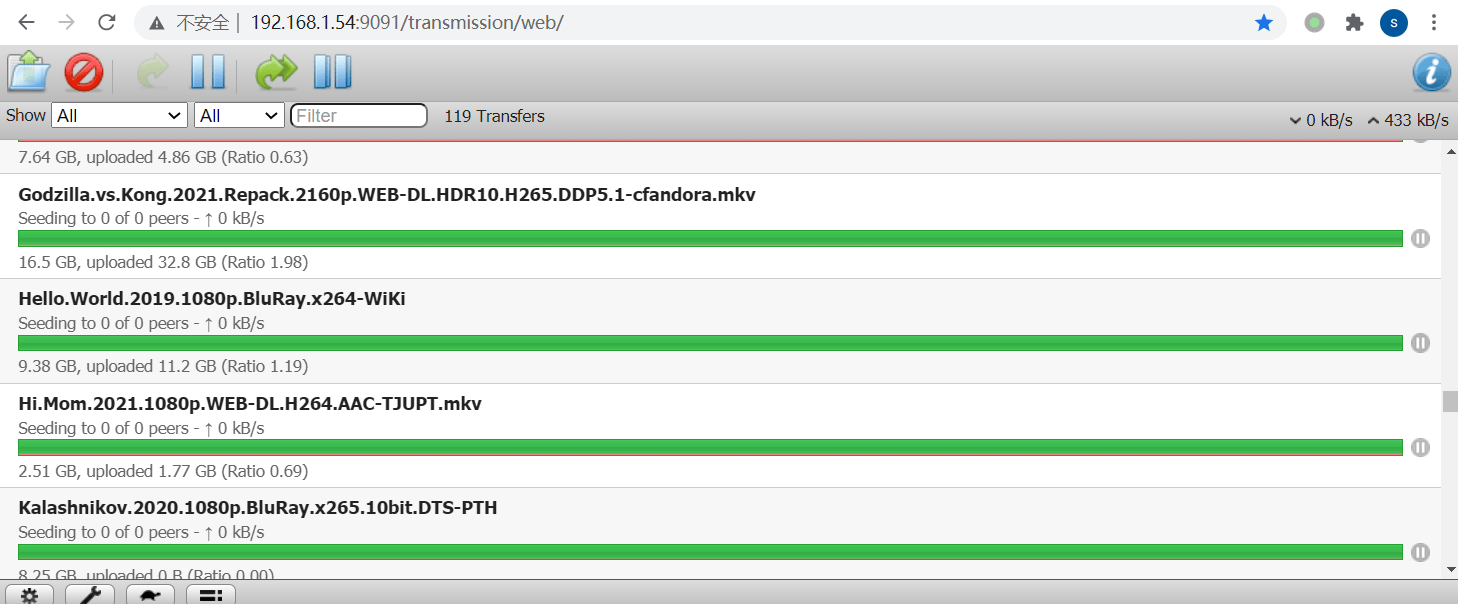 不安全 192.168.1.54:9091/transmission/web/
S
Show All All Filter 119 Transfers 0 kB/s 433 kB/s
7.64 GB, uploaded 4.86 GB (Ratio 0.63)
Godzilla.vs.Kong.2021.Repack.2160p.WEB-DL.HDR10.H265.DDP5.1-cfandora.mkv
Seeding to 0 of 0 peers - ↑ 0 kB/s
16.5 GB, uploaded 32.8 GB (Ratio 1.98)
Hello.World.2019.1080p.BluRay.x264-WiKi
Seeding to 0 of 0 peers - ↑ 0 kB/s
9.38 GB, uploaded 11.2 GB (Ratio 1.19)
Hi.Mom.2021.1080p.WEB-DL.H264.AAC-TJUPT.mkv
Seeding to 0 of 0 peers - ↑ 0 kB/s
2.51 GB, uploaded 1.77 GB (Ratio 0.69)
Kalashnikov.2020.1080p.BluRay.x265.10bit.DTS-PTH
Seeding to 0 of 0 peers - ↑ 0 kB/s
8.25 GB, uploaded 0 B (Ratio 0.00)